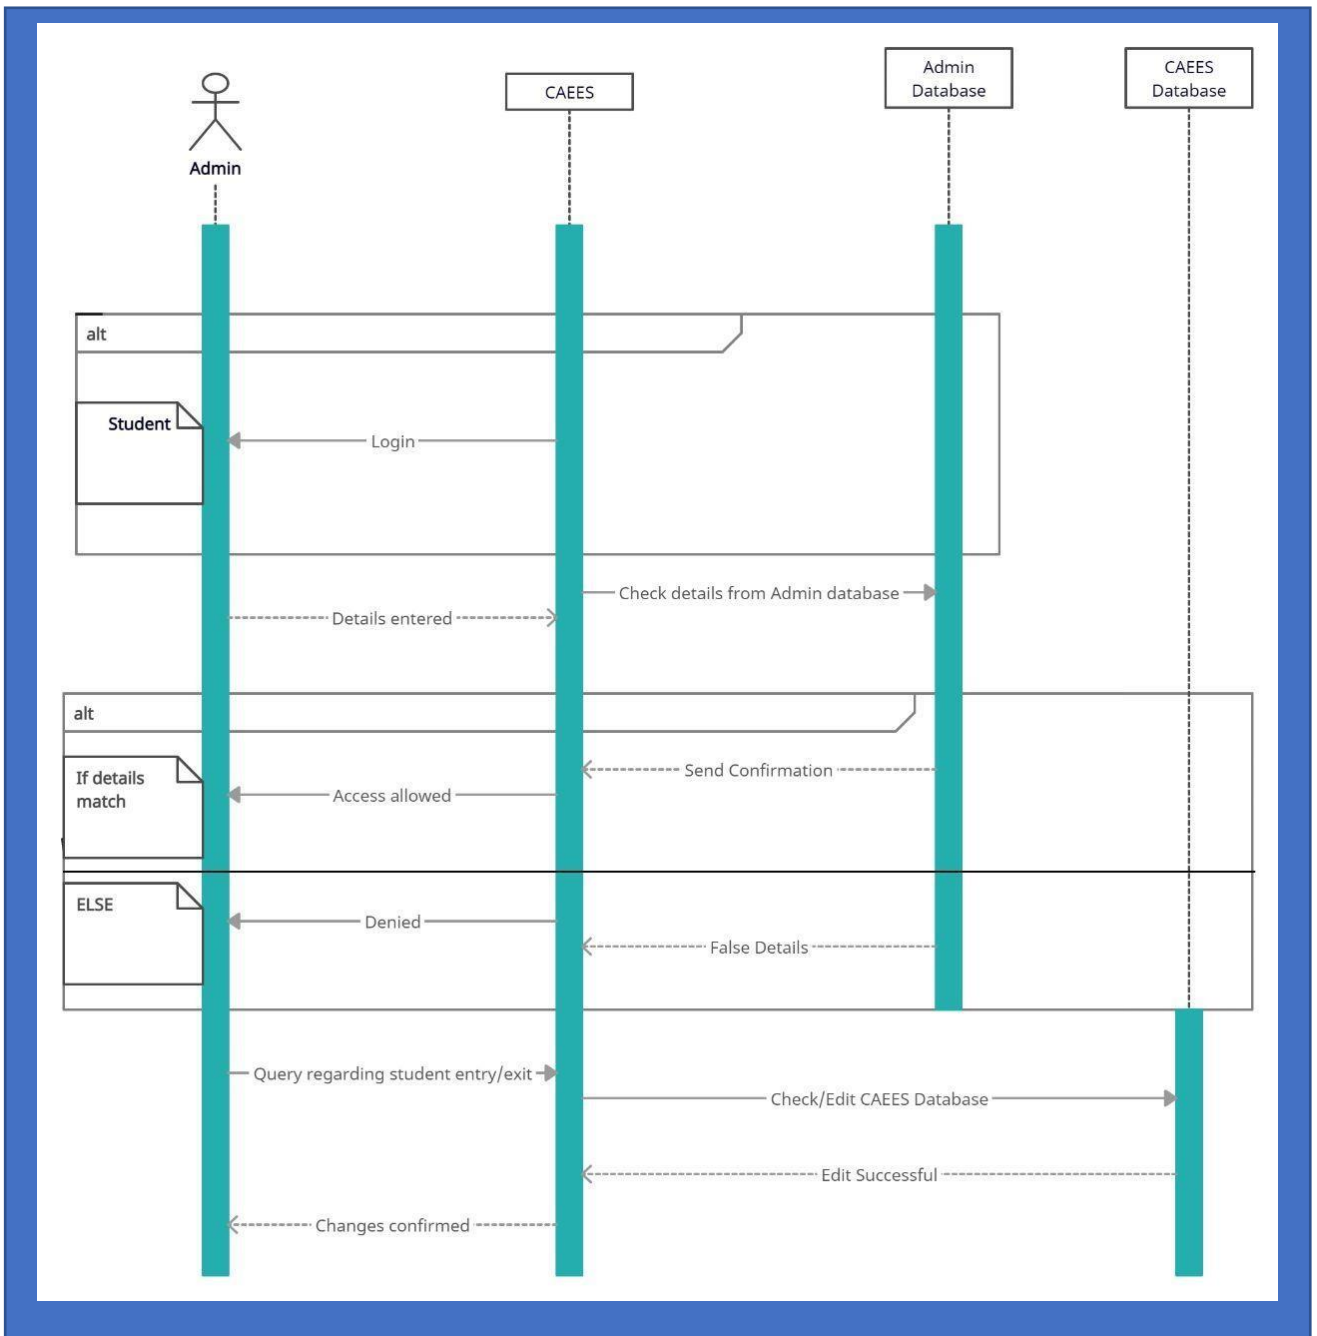 Admin
CAEES
Admin
Database
CAEES
Database
alt
Student
Login
Check details from Admin database
Details entered
alt
If details
match
Send Confirmation
Access allowed
ELSE
Denied
False Details
Query regarding student entry/exit
Check/Edit CAEES Database
Edit Successful
Changes confirmed